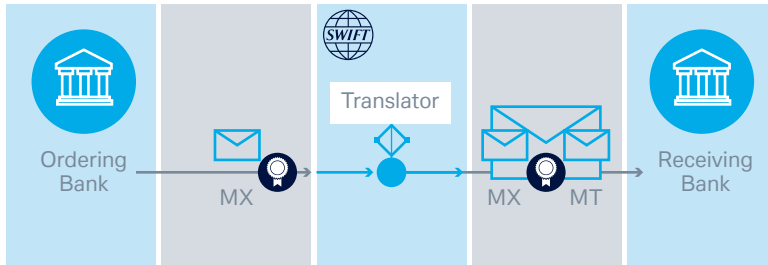 SWIFT
Translator
Ordering
Bank
MX
MX
MT
Receiving
Bank